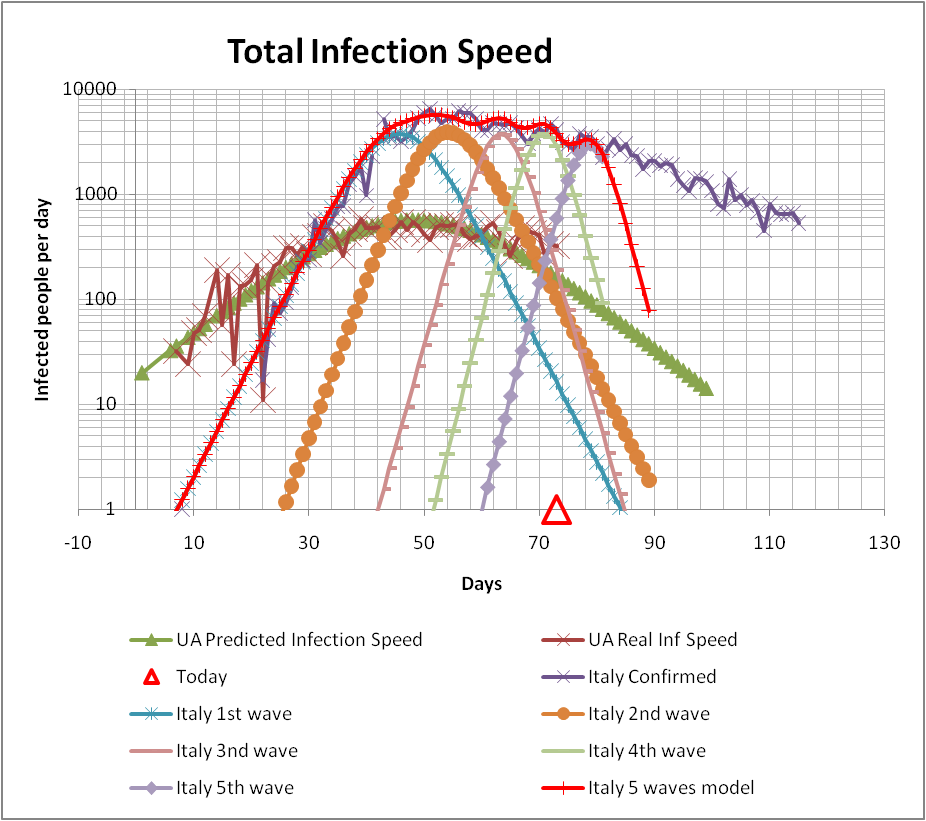 Total Infection Speed
10000
1000
100
10
1
-10 10 30 50 70 90 110 130
Infected people per day
Days
UA Predicted Infection Speed UA Real Inf Speed
Today Italy Confirmed
Italy 1st wave Italy 2nd wave
Italy 3nd wave Italy 4th wave
Italy 5th wave Italy 5 waves model